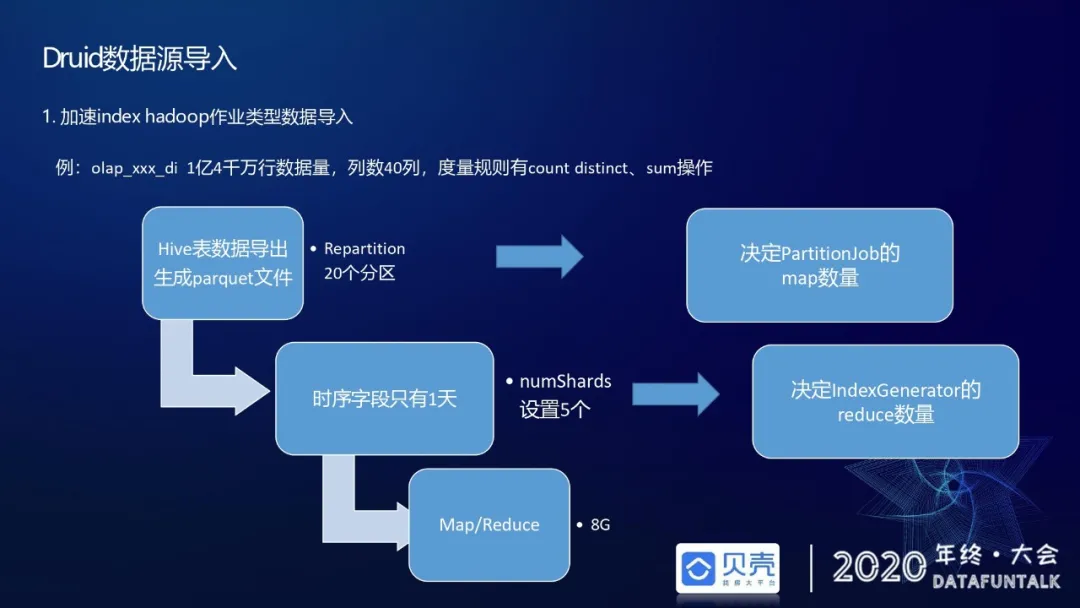 Druid数据源导入
1. 加速index hadoop作业类型数据导入
例：olap_xxx_di 1亿4千万行数据量，列数40列，度量规则有count distinct、sum操作
Hive表数据导出
生成parquet文件
• Repartition
20个分区
决定PartitionJob的
map数量
时序字段只有1天
• numShards
设置5个
决定IndexGenerator的
reduce数量
Map/Reduce
• 8G
贝壳
找房大平台
2020
年终·大会
DATAFUNTALK